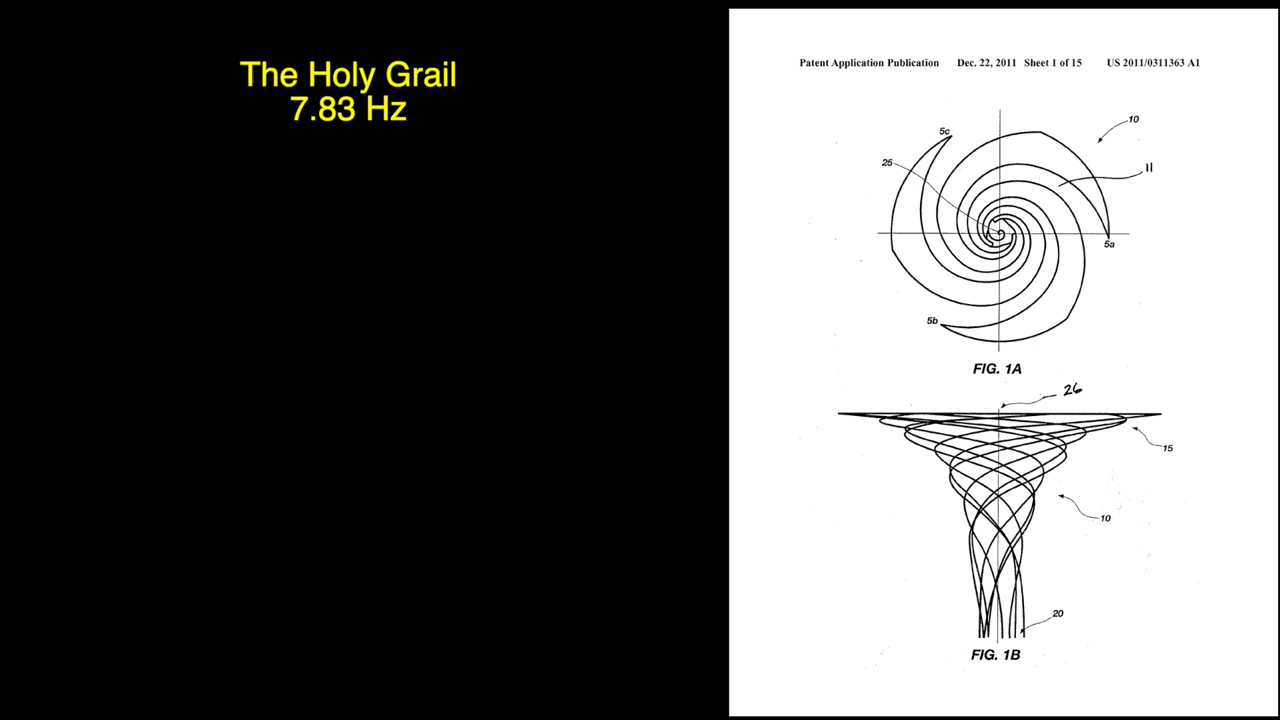 The Holy Grail
7.83 Hz
Patent Application Publication Dec. 22, 2011 Sheet 1 of 15 US 2011/0311363 A1
10
5c
25
11
5a
5b
FIG. 1A
26
15
10
20
FIG. 1B